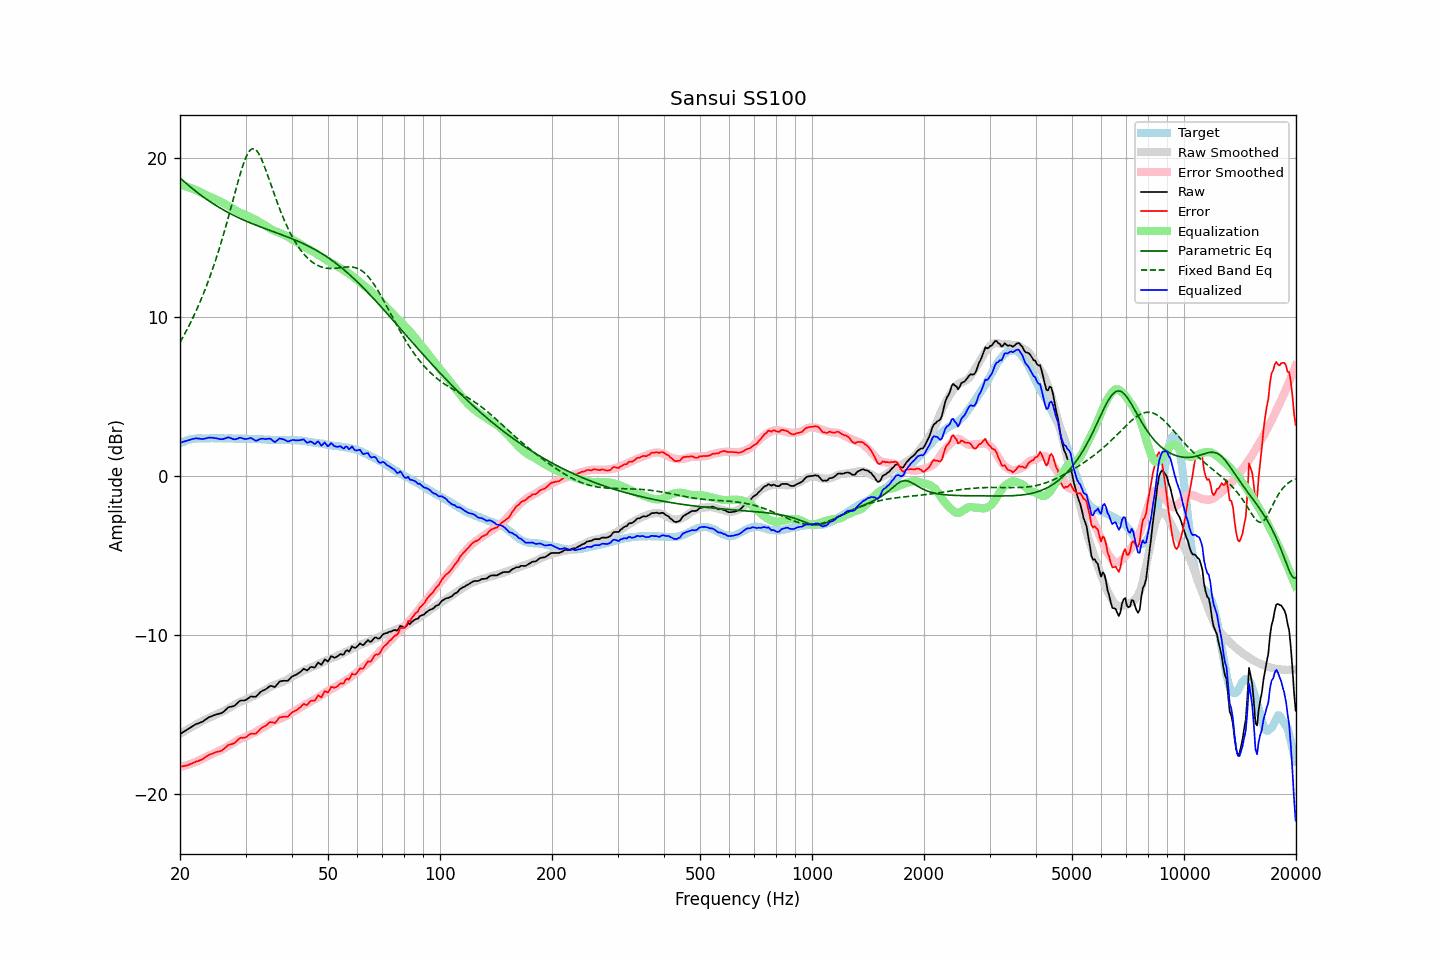 Sansui SS100
Amplitude (dBr)
20
10
0
−10
−20
Target
Raw Smoothed
Error Smoothed
Raw
Error
Equalization
Parametric Eq
Fixed Band Eq
Equalized
20
50
100
200
500
1000
2000
5000
10000
20000
Frequency (Hz)